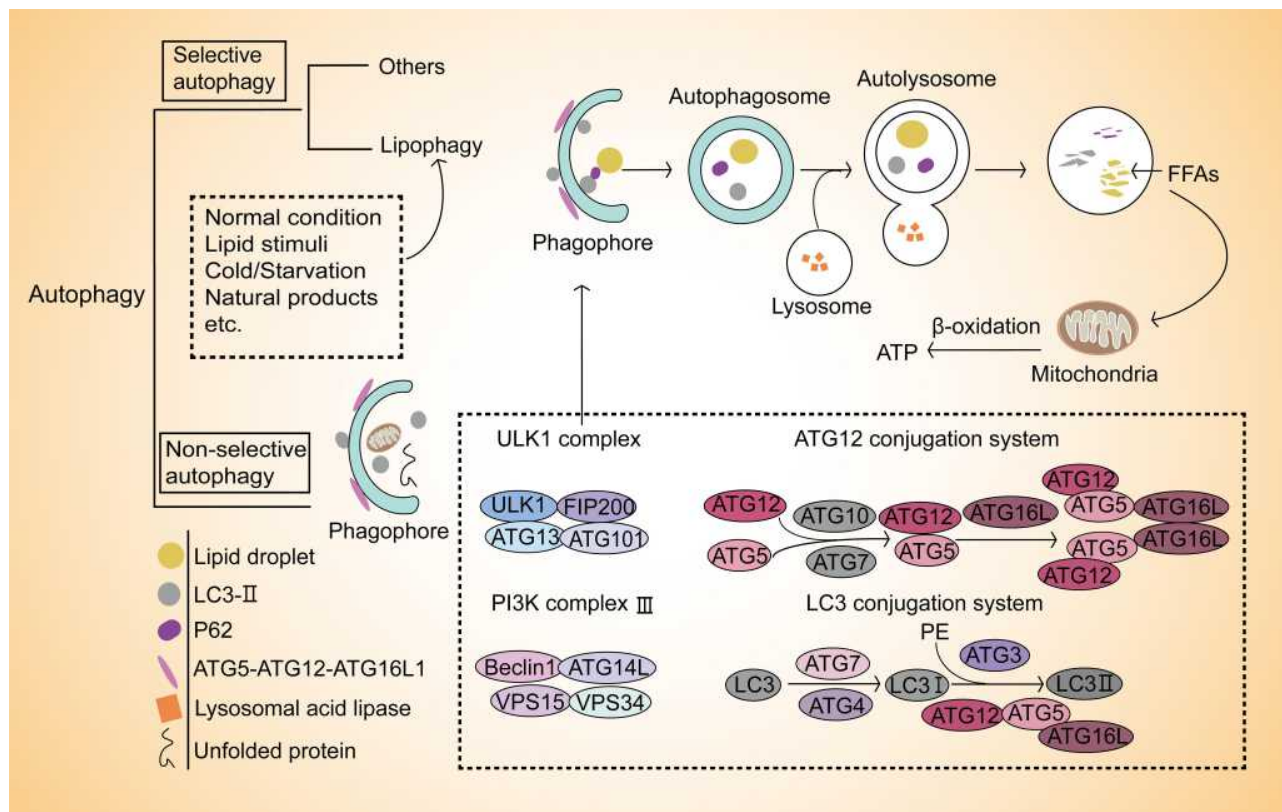 Selective
autophagy
Others
Lipophagy
Normal condition
Lipid stimuli
Cold/Starvation
Natural products
etc.
Autophagy
Non-selective
autophagy
Phagophore
Phagophore
Autophagosome
Autolysosome
Lysosome
FFAs
Mitochondria
β-oxidation
ATP
Lipid droplet
LC3-Ⅱ
P62
ATG5-ATG12-ATG16L1
Lysosomal acid lipase
Unfolded protein
ULK1 complex
ULK1
FIP200
ATG13
ATG101
PI3K complex Ⅲ
Beclin1
ATG14L
VPS15
VPS34
ATG12 conjugation system
ATG12
ATG5
ATG10
ATG7
ATG12
ATG5
ATG16L
ATG12
ATG5
ATG16L
ATG16L
ATG5
ATG12
LC3 conjugation system
PE
LC3
ATG7
ATG4
LC3Ⅰ
ATG3
LC3Ⅱ
ATG12
ATG5
ATG16L